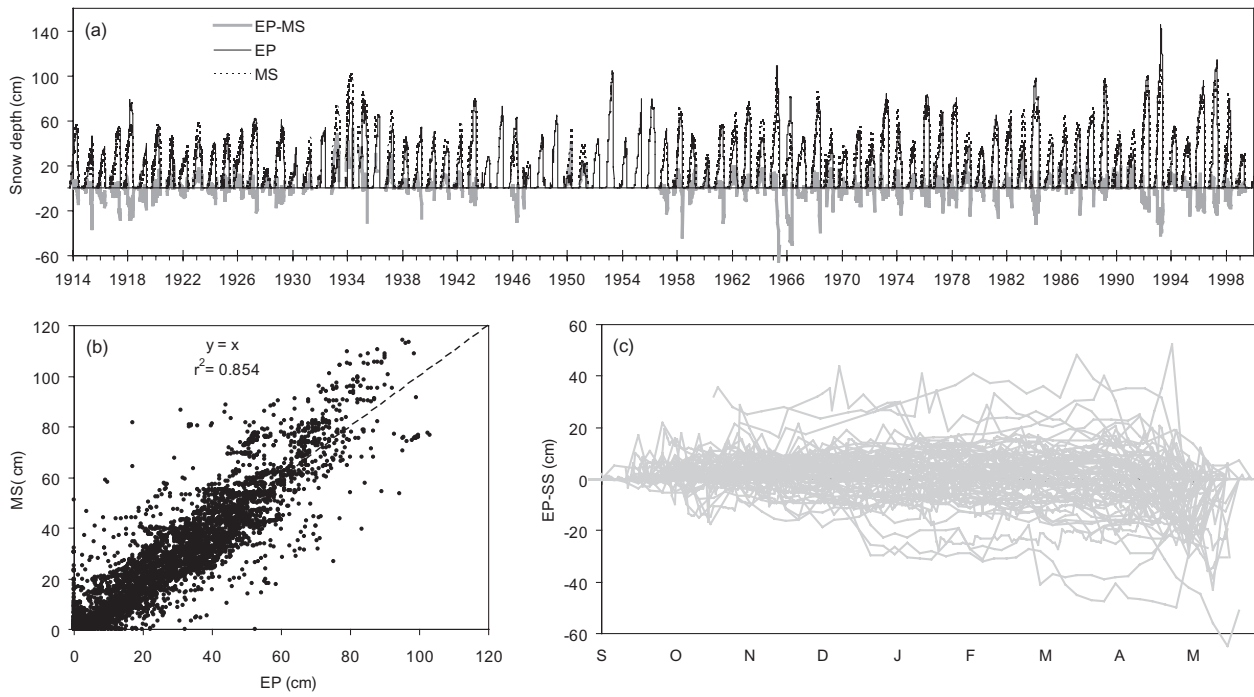 (a)
EP-MS
EP
MS
Snow depth (cm)
140
100
60
20
-20
-60
1914 1918 1922 1926 1930 1934 1938 1942 1946 1950 1954 1958 1962 1966 1970 1974 1978 1982 1986 1990 1994 1998
(b)
y = x
r2= 0.854
MS( cm)
120
100
80
60
40
20
0
0 20 40 60 80 100 120
EP (cm)
(c)
EP-SS (cm)
60
40
20
0
-20
-40
-60
S O N D J F M A M